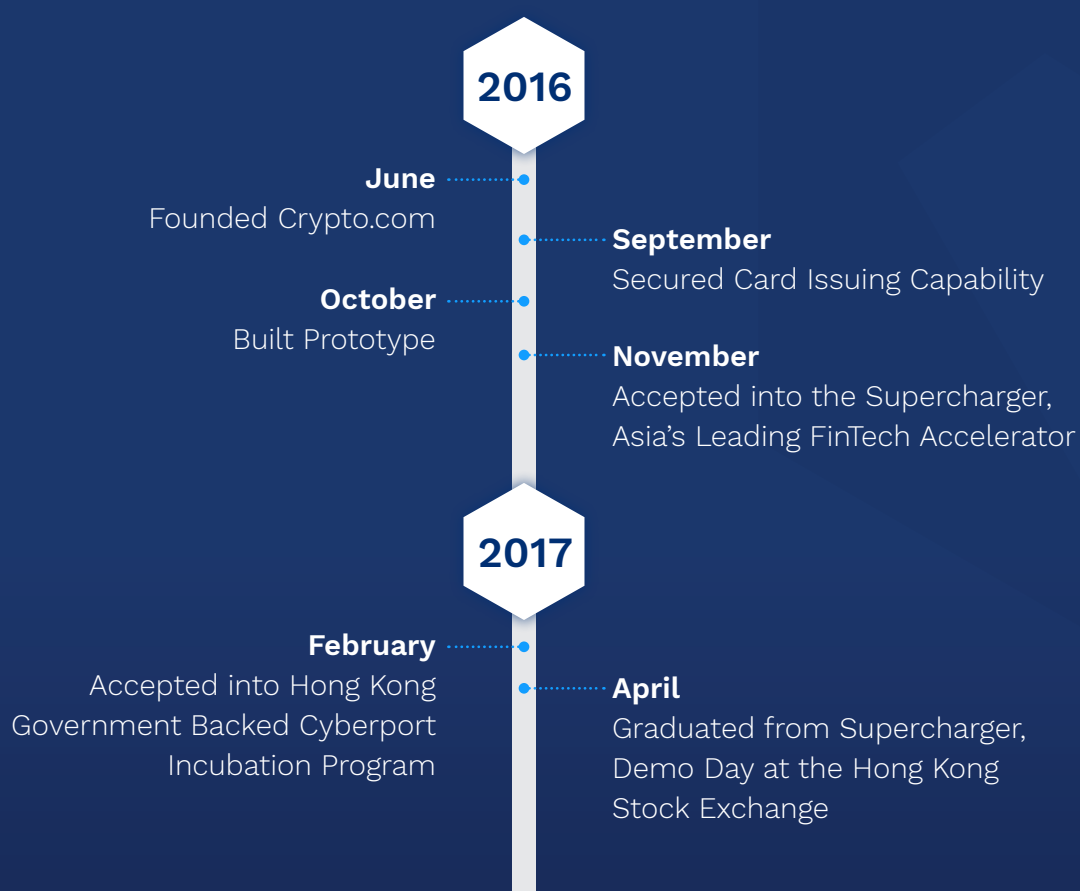 2016
June
Founded Crypto.com
September
Secured Card Issuing Capability
October
Built Prototype
November
Accepted into the Supercharger,
Asia’s Leading FinTech Accelerator
2017
February
Accepted into Hong Kong
Government Backed Cyberport
Incubation Program
April
Graduated from Supercharger,
Demo Day at the Hong Kong
Stock Exchange